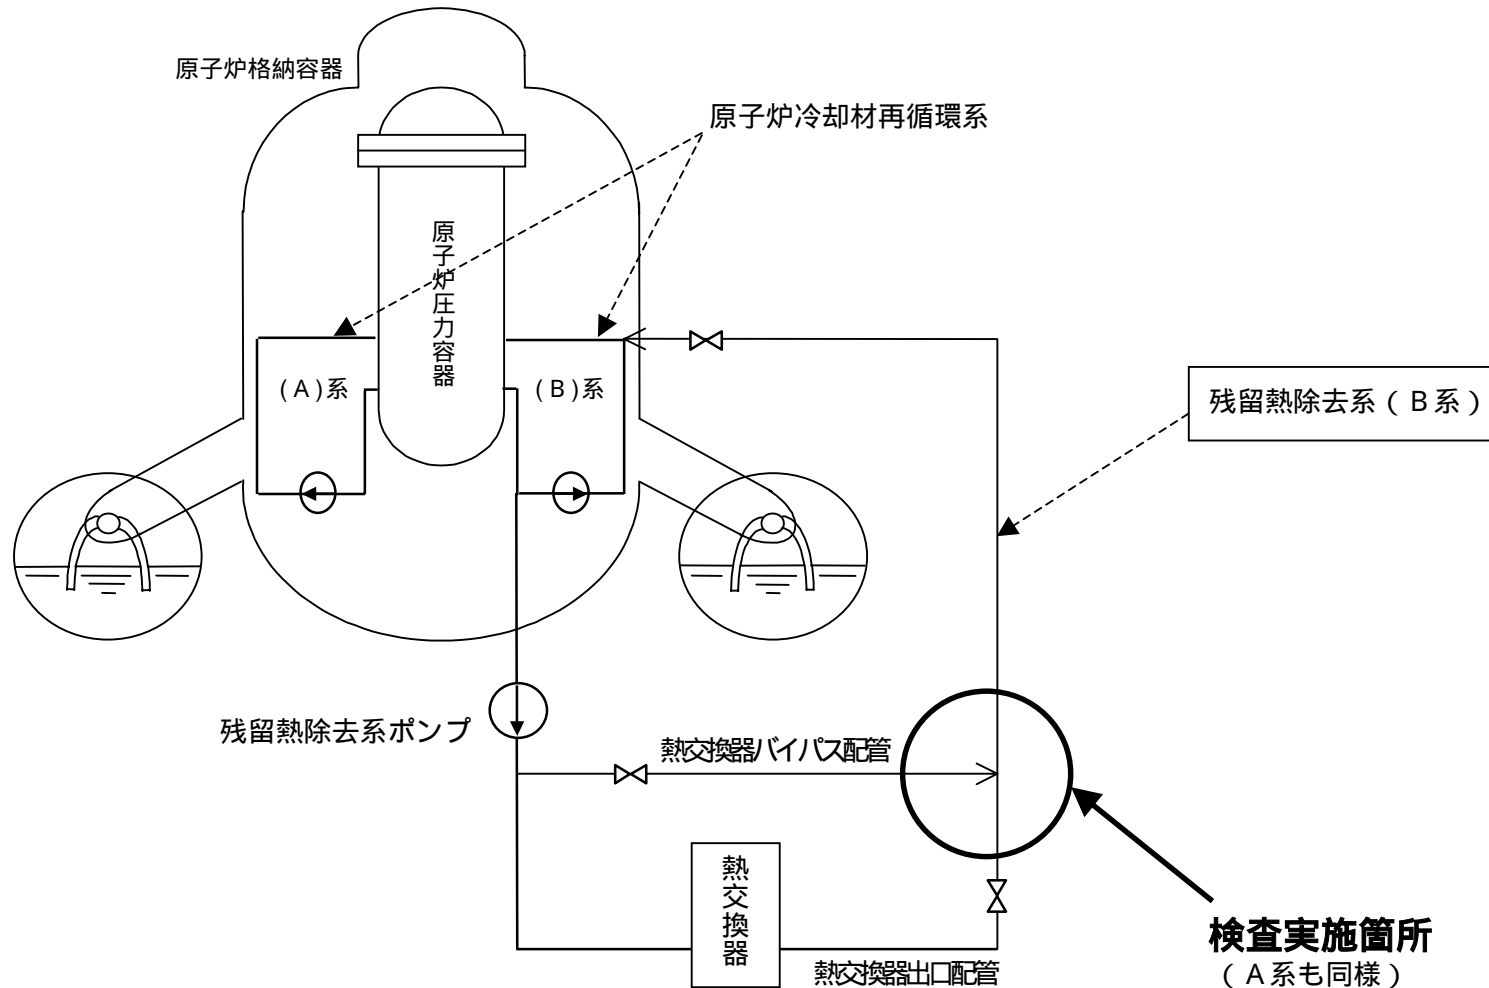 原子炉格納容器
原子炉冷却材再循環系
原子炉圧力容器
(A)系
(B)系
残留熱除去系(B系)
残留熱除去系ポンプ
熱交換器バイパス配管
熱交換器
熱交換器出口配管
検査実施箇所
(A系も同様)